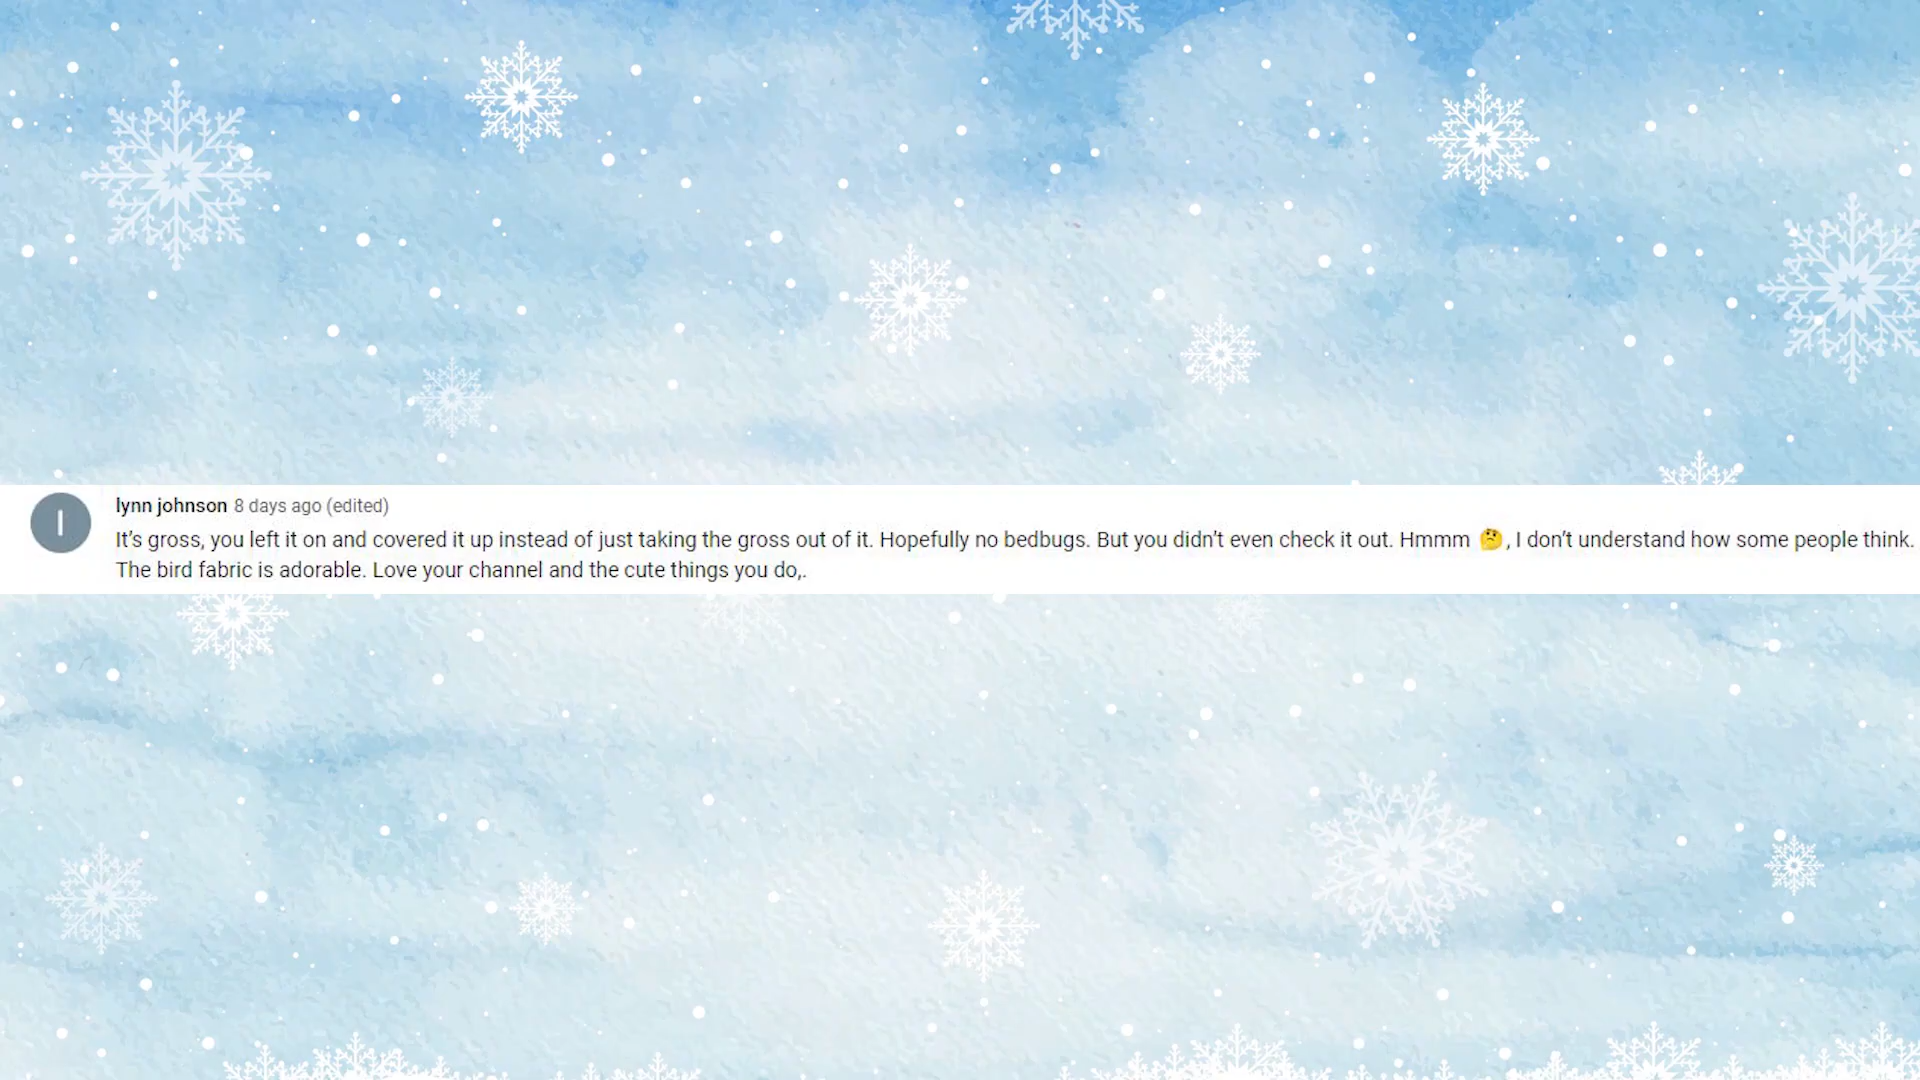 l
lynn johnson 8 days ago (edited)
It’s gross, you left it on and covered it up instead of just taking the gross out of it. Hopefully no bedbugs. But you didn’t even check it out. Hmmm 🤔, I don’t understand how some people think.
The bird fabric is adorable. Love your channel and the cute things you do,.